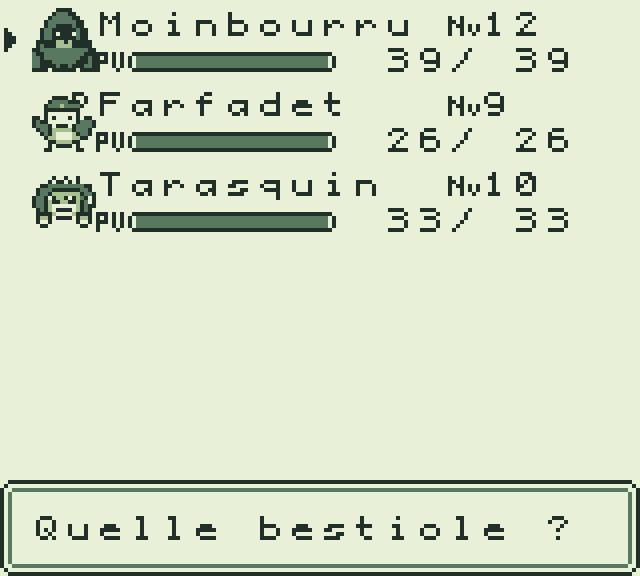 Moinbourru Nv12
PV 39/ 39
Farfadet Nv9
PV 26/ 26
Tarasquin Nv10
PV 33/ 33
Quelle bestiole ?